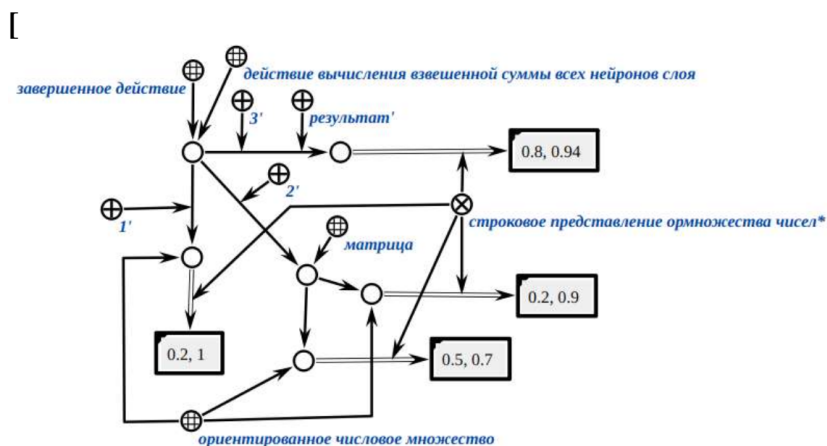 [
действие вычисления взвешенной суммы всех нейронов слоя
завершенное действие
3'
результат'
0.8, 0.94
2'
1'
строковое представление ормножества чисел*
матрица
0.2, 0.9
0.2, 1
0.5, 0.7
ориентированное числовое множество